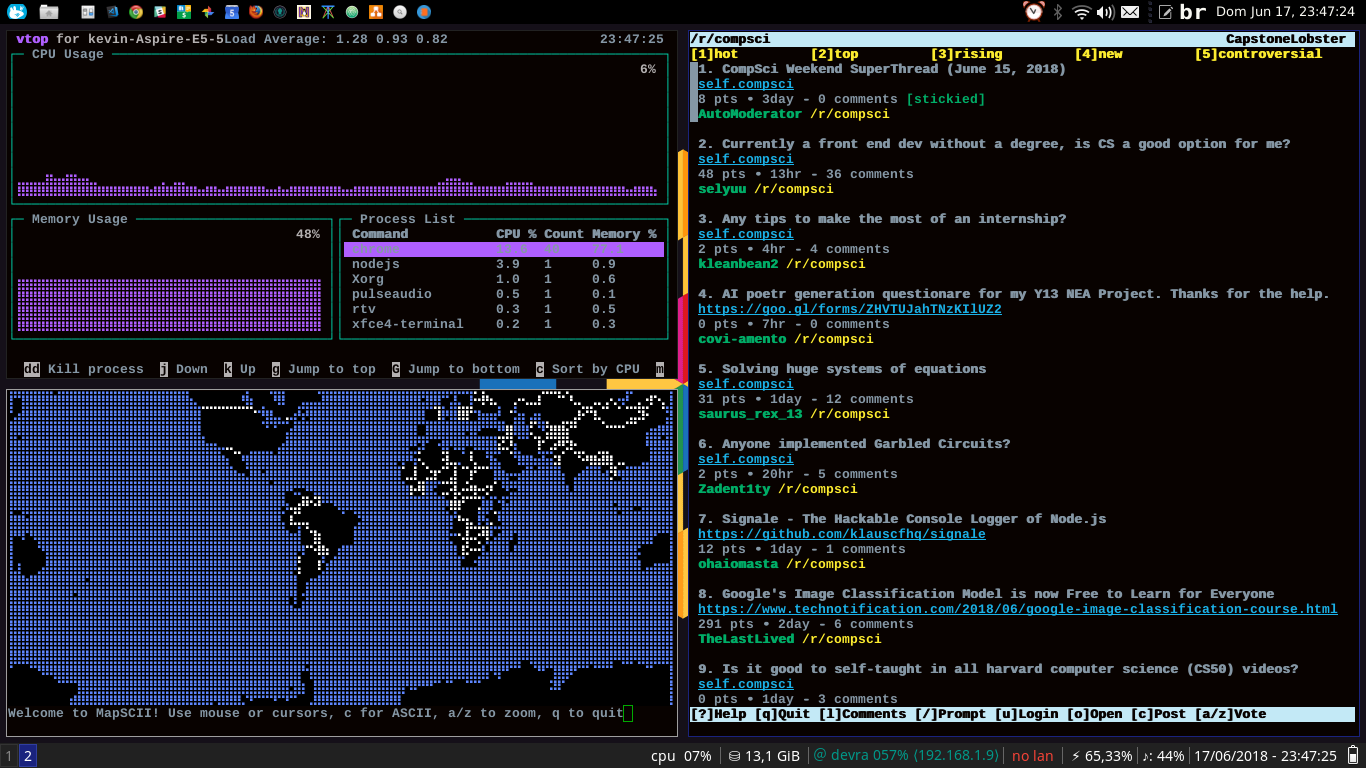 br Dom Jun 17, 23:47:24
vtop for kevin-Aspire-E5-5Load Average: 1.28 0.93 0.82 23:47:25
CPU Usage
6%
Memory Usage
48%
Process List
Command CPU % Count Memory %
nodejs 3.9 1 0.9
Xorg 1.0 1 0.6
pulseaudio 0.5 1 0.1
rtv 0.3 1 0.5
xfce4-terminal 0.2 1 0.3
dd Kill process j Down k Up g Jump to top G Jump to bottom c Sort by CPU m
Welcome to MapSCII! Use mouse or cursors, c for ASCII, a/z to zoom, q to quit
/r/compsci CapstoneLobster
[1]hot [2]top [3]rising [4]new [5]controversial
1. CompSci Weekend SuperThread (June 15, 2018)
self.compsci
8 pts • 3day - 0 comments [stickied]
AutoModerator /r/compsci
2. Currently a front end dev without a degree, is CS a good option for me?
self.compsci
48 pts • 13hr - 36 comments
selyuu /r/compsci
3. Any tips to make the most of an internship?
self.compsci
2 pts • 4hr - 4 comments
kleanbean2 /r/compsci
4. AI poetr generation questionare for my Y13 NEA Project. Thanks for the help.
https://goo.gl/forms/ZHVTUJahTNzKIlUZ2
0 pts • 7hr - 0 comments
covi-amento /r/compsci
5. Solving huge systems of equations
self.compsci
31 pts • 1day - 12 comments
saurus_rex_13 /r/compsci
6. Anyone implemented Garbled Circuits?
self.compsci
2 pts • 20hr - 5 comments
Zadent1ty /r/compsci
7. Signale - The Hackable Console Logger of Node.js
https://github.com/klauscfhq/signale
12 pts • 1day - 1 comments
ohaiomasta /r/compsci
8. Google's Image Classification Model is now Free to Learn for Everyone
https://www.technotification.com/2018/06/google-image-classification-course.html
291 pts • 2day - 6 comments
TheLastLived /r/compsci
9. Is it good to self-taught in all harvard computer science (CS50) videos?
self.compsci
0 pts • 1day - 3 comments
[?]Help [q]Quit [l]Comments [/]Prompt [u]Login [o]Open [c]Post [a/z]Vote
1 2 cpu 07% 13,1 GiB @ devra 057% (192.168.1.9) no lan ⚡ 65,33% ♪: 44% 17/06/2018 - 23:47:25